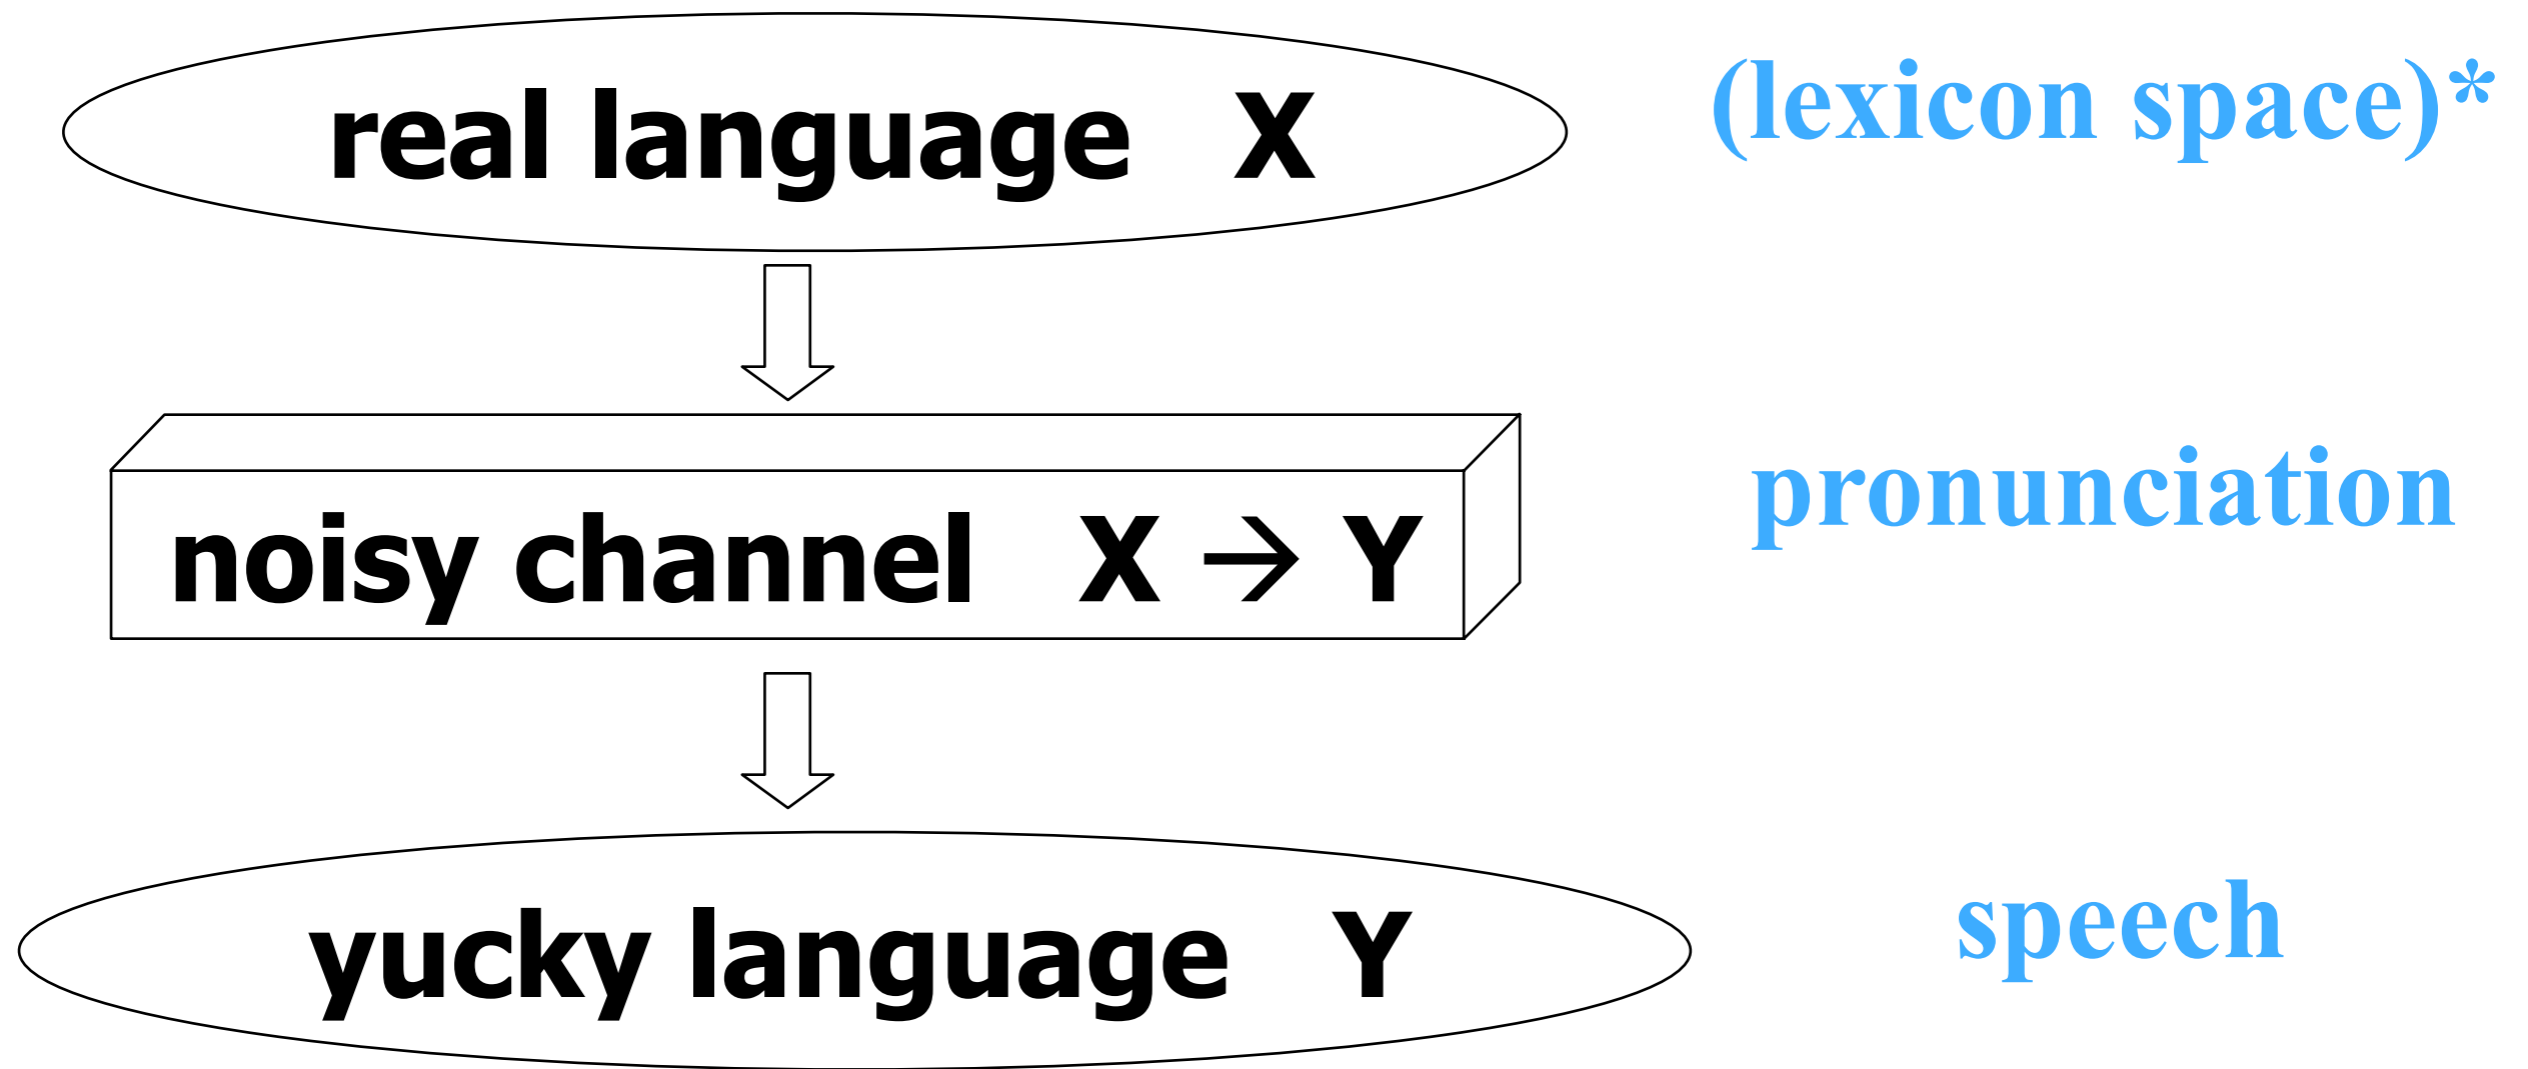 real language X
(lexicon space)*
noisy channel X → Y
pronunciation
yucky language Y
speech